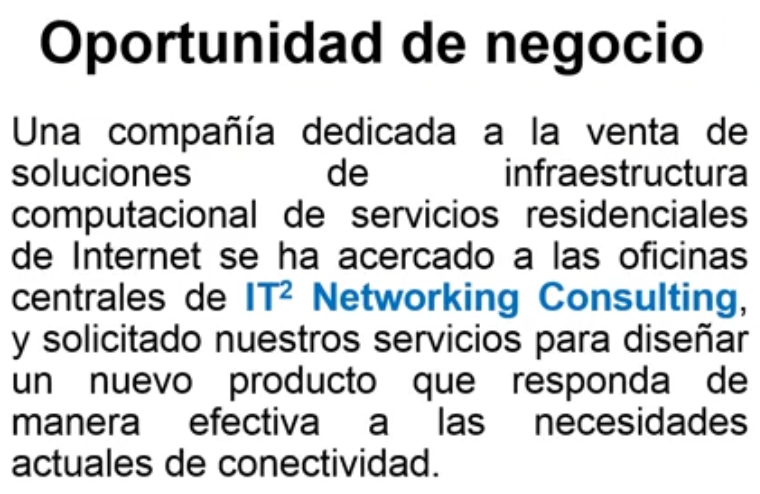 Oportunidad de negocio
Una compañía dedicada a la venta de
soluciones de infraestructura
computacional de servicios residenciales
de Internet se ha acercado a las oficinas
centrales de IT² Networking Consulting,
y solicitado nuestros servicios para diseñar
un nuevo producto que responda de
manera efectiva a las necesidades
actuales de conectividad.